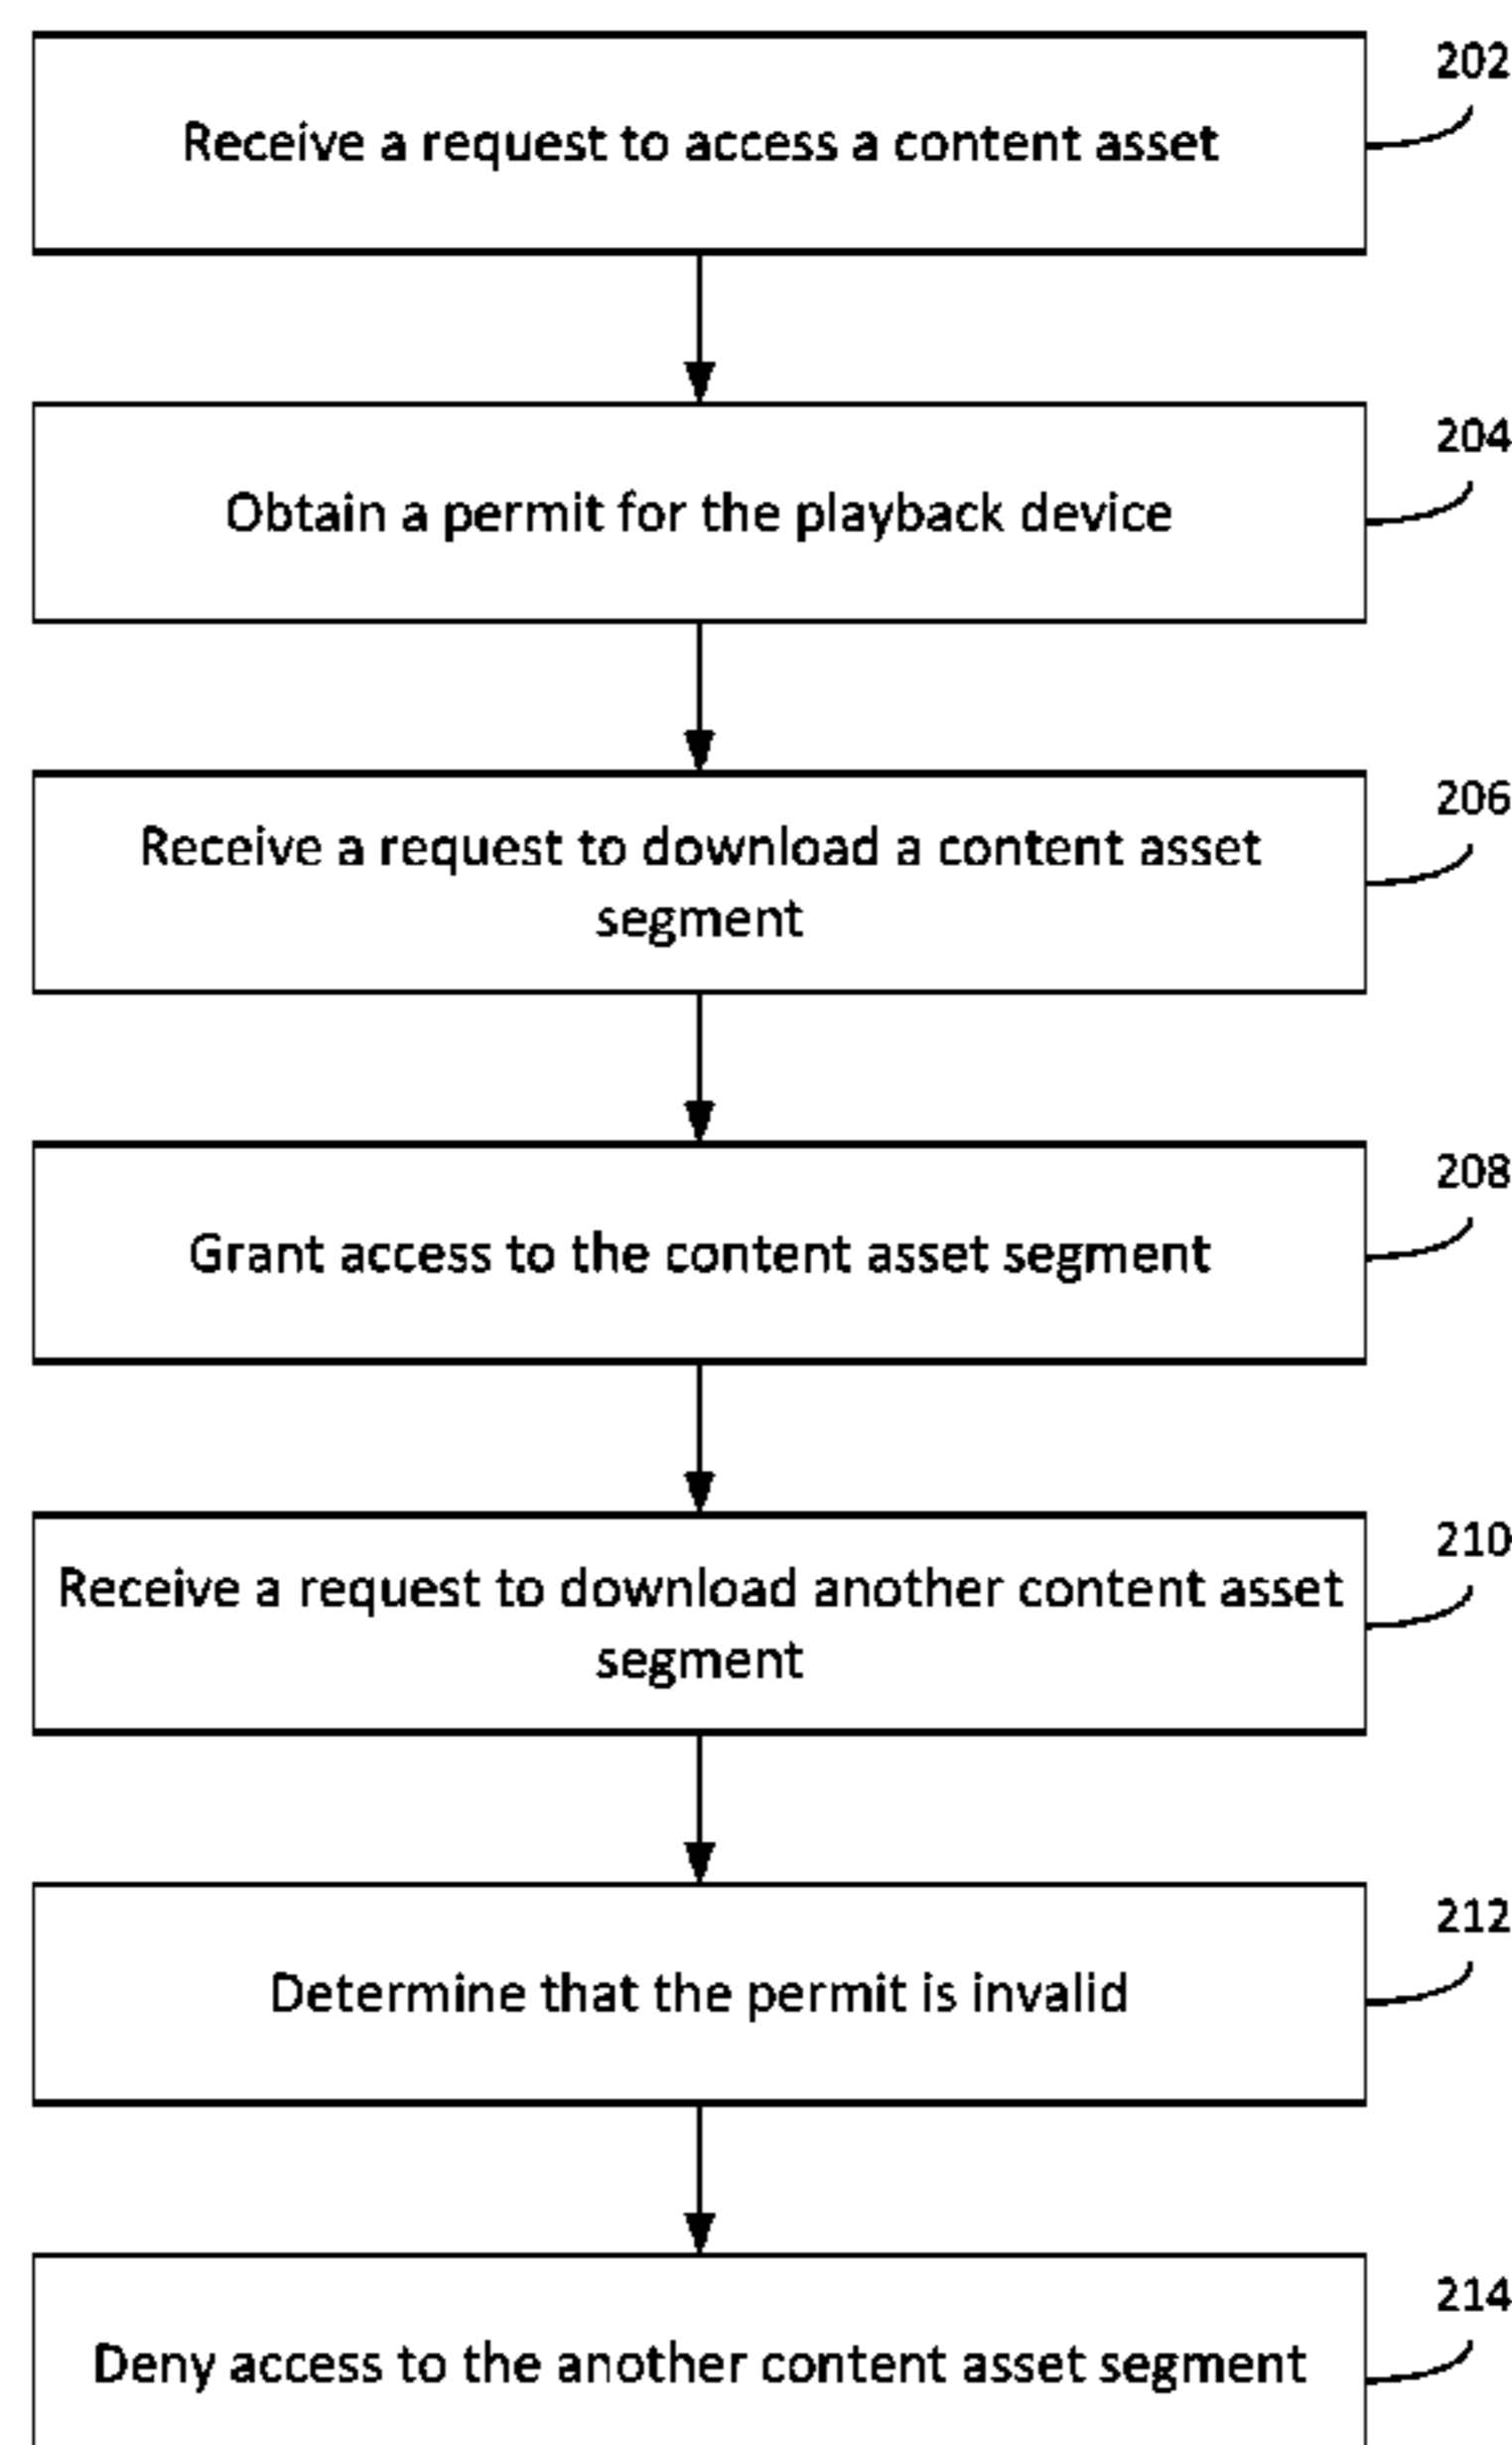 202
Receive a request to access a content asset
204
Obtain a permit for the playback device
206
Receive a request to download a content asset
segment
208
Grant access to the content asset segment
210
Receive a request to download another content asset
segment
212
Determine that the permit is invalid
214
Deny access to the another content asset segment